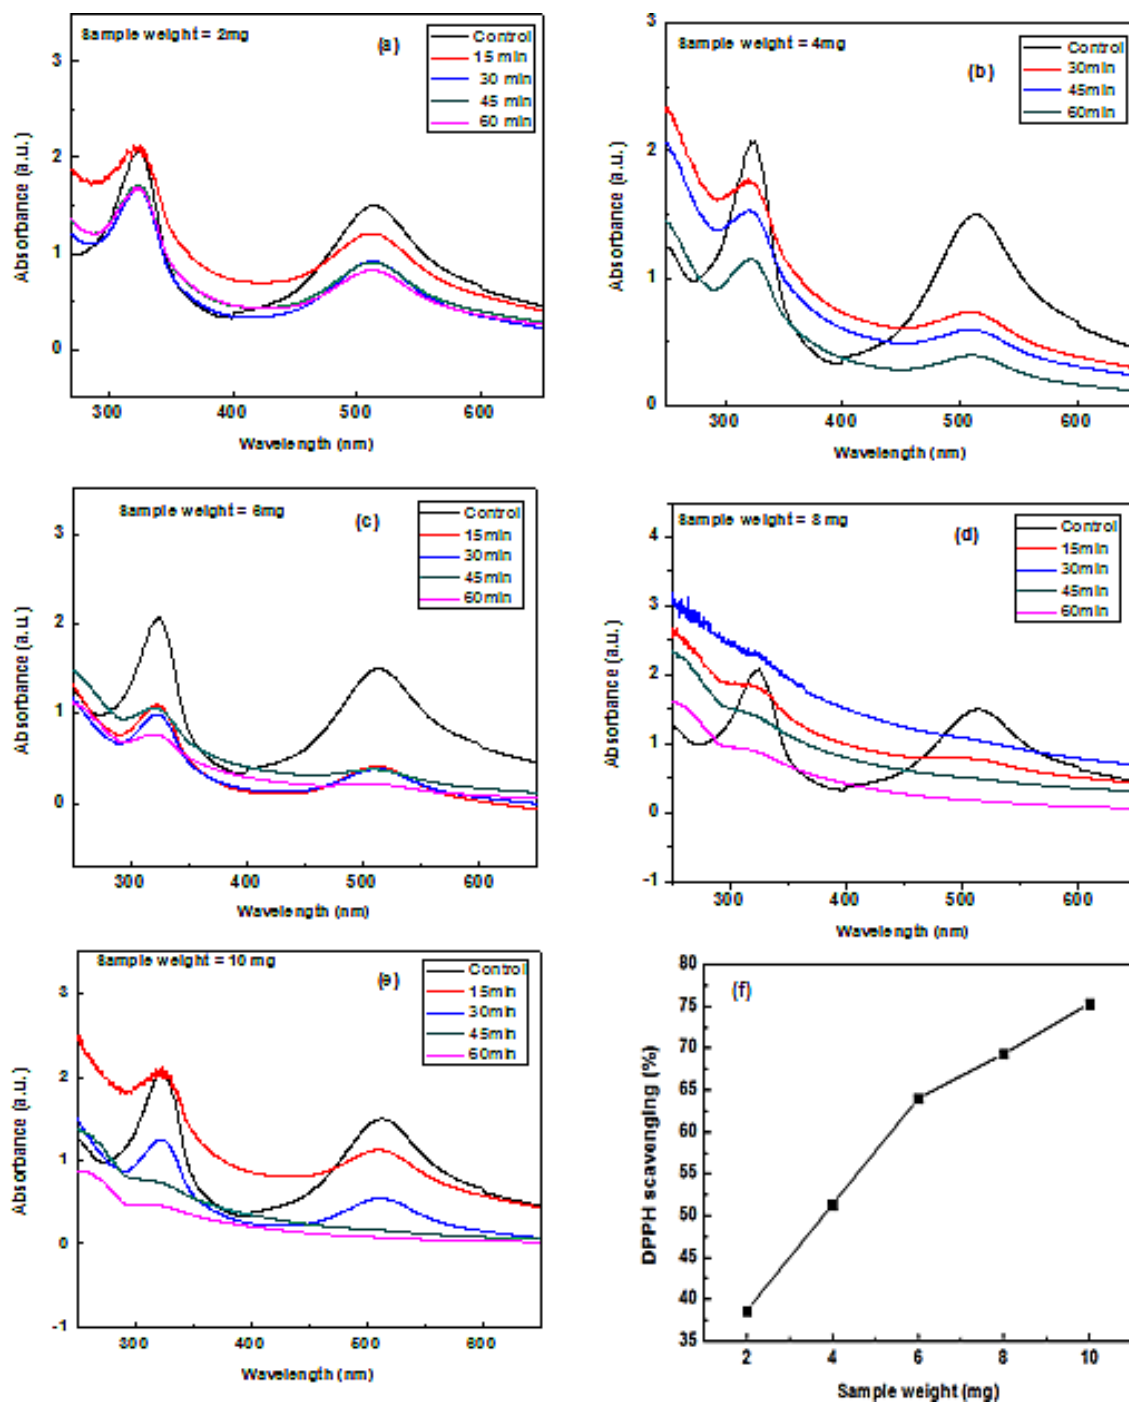 Sample weight = 2mg
(a)
Control
15 min
30 min
45 min
60 min
3
2
1
0
Absorbance (a.u.)
300
400
500
600
Wavelength (nm)
Sample weight = 4mg
(b)
Control
30min
45min
60min
3
2
1
0
Absorbance (a.u.)
300
400
500
600
Wavelength (nm)
Sample weight = 6mg
(c)
Control
15min
30min
45min
60min
3
2
1
0
Absorbance (a.u.)
300
400
500
600
Wavelength (nm)
Sample weight = 8 mg
(d)
Control
15min
30min
45min
60min
4
3
2
1
0
-1
Absorbance (a.u.)
300
400
500
600
Wavelength (nm)
Sample weight = 10 mg
(e)
Control
15min
30min
45min
60min
3
2
1
0
-1
Absorbance (a.u.)
300
400
500
600
Wavelength (nm)
(f)
80
75
70
65
60
55
50
45
40
35
DPPH scavenging (%)
2
4
6
8
10
Sample weight (mg)